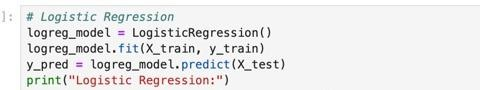 ]: # Logistic Regression
logreg_model = LogisticRegression()
logreg_model.fit(X_train, y_train)
y_pred = logreg_model.predict(X_test)
print("Logistic Regression:")